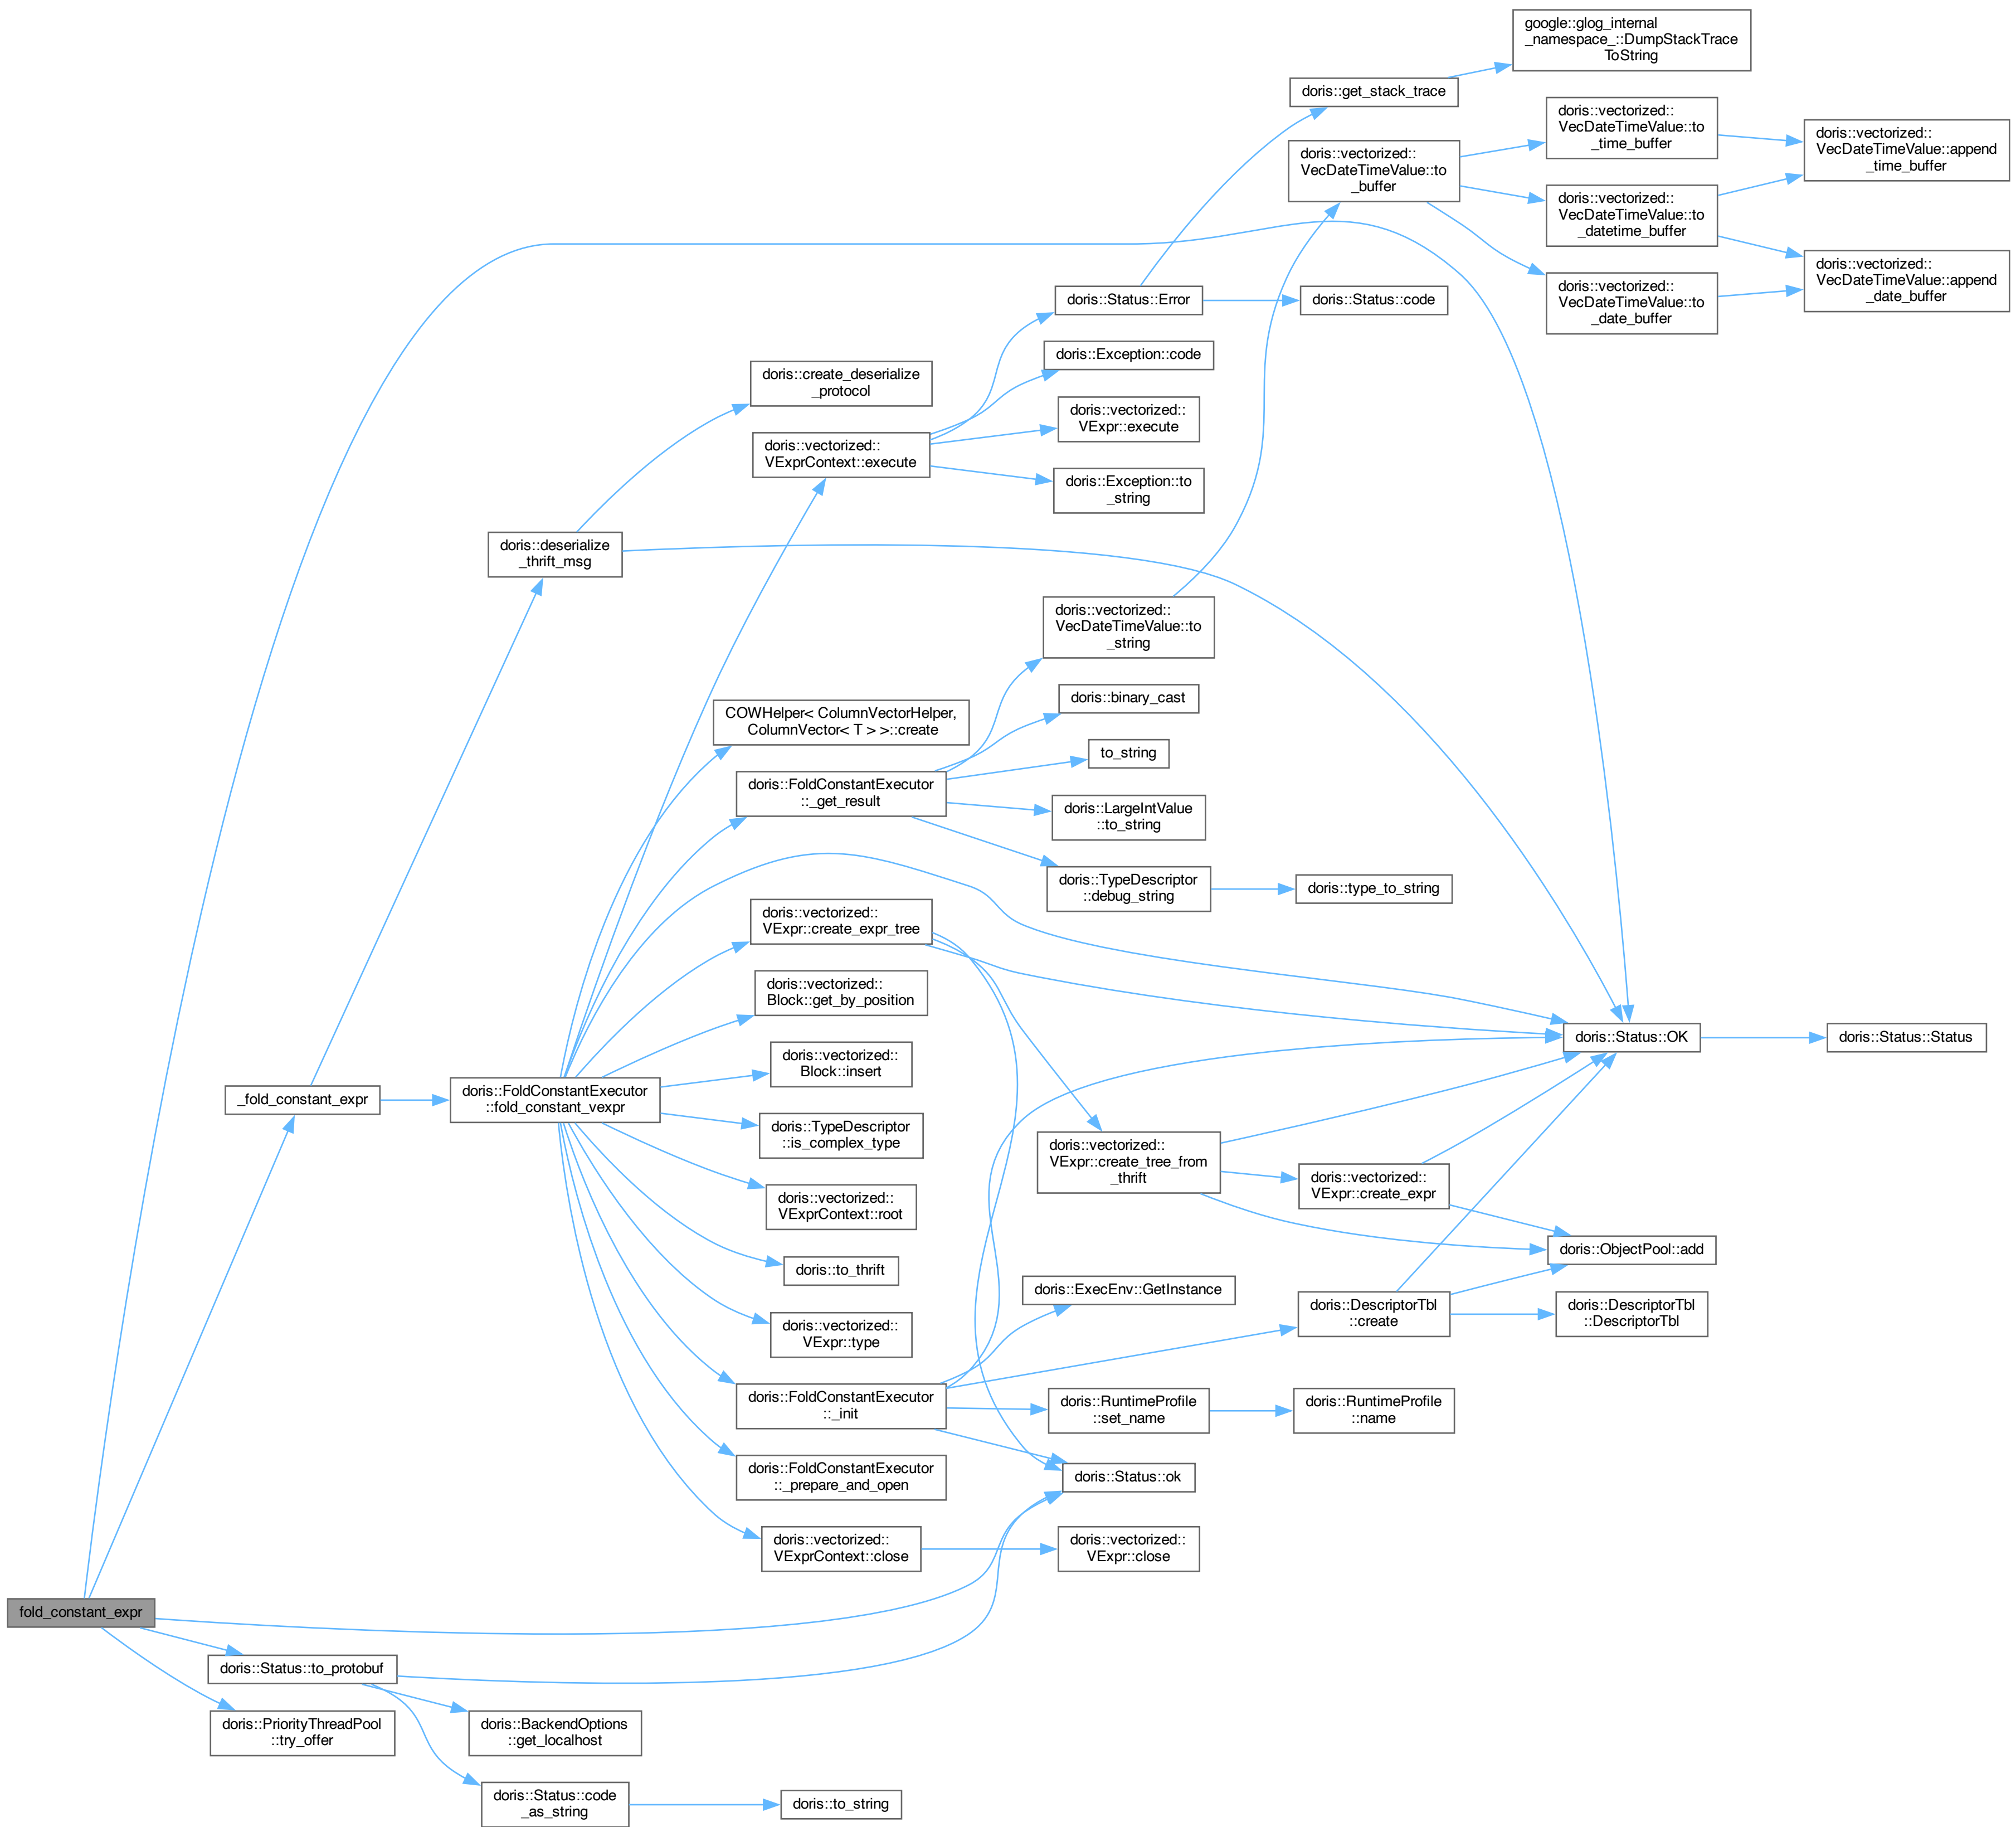 google::glog_internal
_namespace_::DumpStackTrace
ToString
doris::get_stack_trace
doris::vectorized::
VecDateTimeValue::to
_time_buffer
doris::vectorized::
VecDateTimeValue::append
_time_buffer
doris::vectorized::
VecDateTimeValue::to
_buffer
doris::vectorized::
VecDateTimeValue::to
_datetime_buffer
doris::vectorized::
VecDateTimeValue::append
_date_buffer
doris::vectorized::
VecDateTimeValue::to
_date_buffer
doris::Status::Error
doris::Status::code
doris::Exception::code
doris::create_deserialize
_protocol
doris::vectorized::
VExpr::execute
doris::vectorized::
VExprContext::execute
doris::Exception::to
_string
doris::deserialize
_thrift_msg
doris::vectorized::
VecDateTimeValue::to
_string
doris::binary_cast
COWHelper< ColumnVectorHelper,
ColumnVector< T > >::create
to_string
doris::FoldConstantExecutor
::_get_result
doris::LargeIntValue
::to_string
doris::TypeDescriptor
::debug_string
doris::type_to_string
doris::vectorized::
VExpr::create_expr_tree
doris::vectorized::
Block::get_by_position
doris::Status::OK
doris::Status::Status
doris::vectorized::
Block::insert
_fold_constant_expr
doris::FoldConstantExecutor
::fold_constant_vexpr
doris::TypeDescriptor
::is_complex_type
doris::vectorized::
VExpr::create_tree_from
_thrift
doris::vectorized::
VExpr::create_expr
doris::vectorized::
VExprContext::root
doris::ObjectPool::add
doris::to_thrift
doris::ExecEnv::GetInstance
doris::DescriptorTbl
::create
doris::DescriptorTbl
::DescriptorTbl
doris::vectorized::
VExpr::type
doris::FoldConstantExecutor
::_init
doris::RuntimeProfile
::set_name
doris::RuntimeProfile
::name
doris::FoldConstantExecutor
::_prepare_and_open
doris::Status::ok
doris::vectorized::
VExprContext::close
doris::vectorized::
VExpr::close
fold_constant_expr
doris::Status::to_protobuf
doris::PriorityThreadPool
::try_offer
doris::BackendOptions
::get_localhost
doris::Status::code
_as_string
doris::to_string